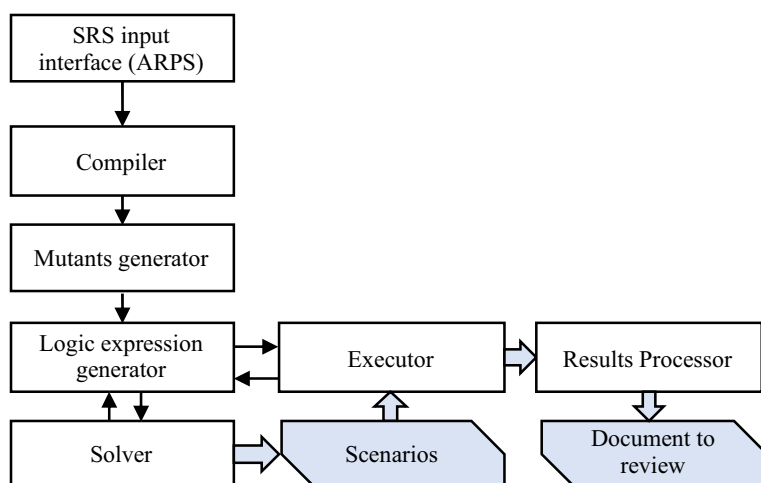 SRS input
interface (ARPS)
Compiler
Mutants generator
Logic expression
generator
Executor
Results Processor
Solver
Scenarios
Document to
review